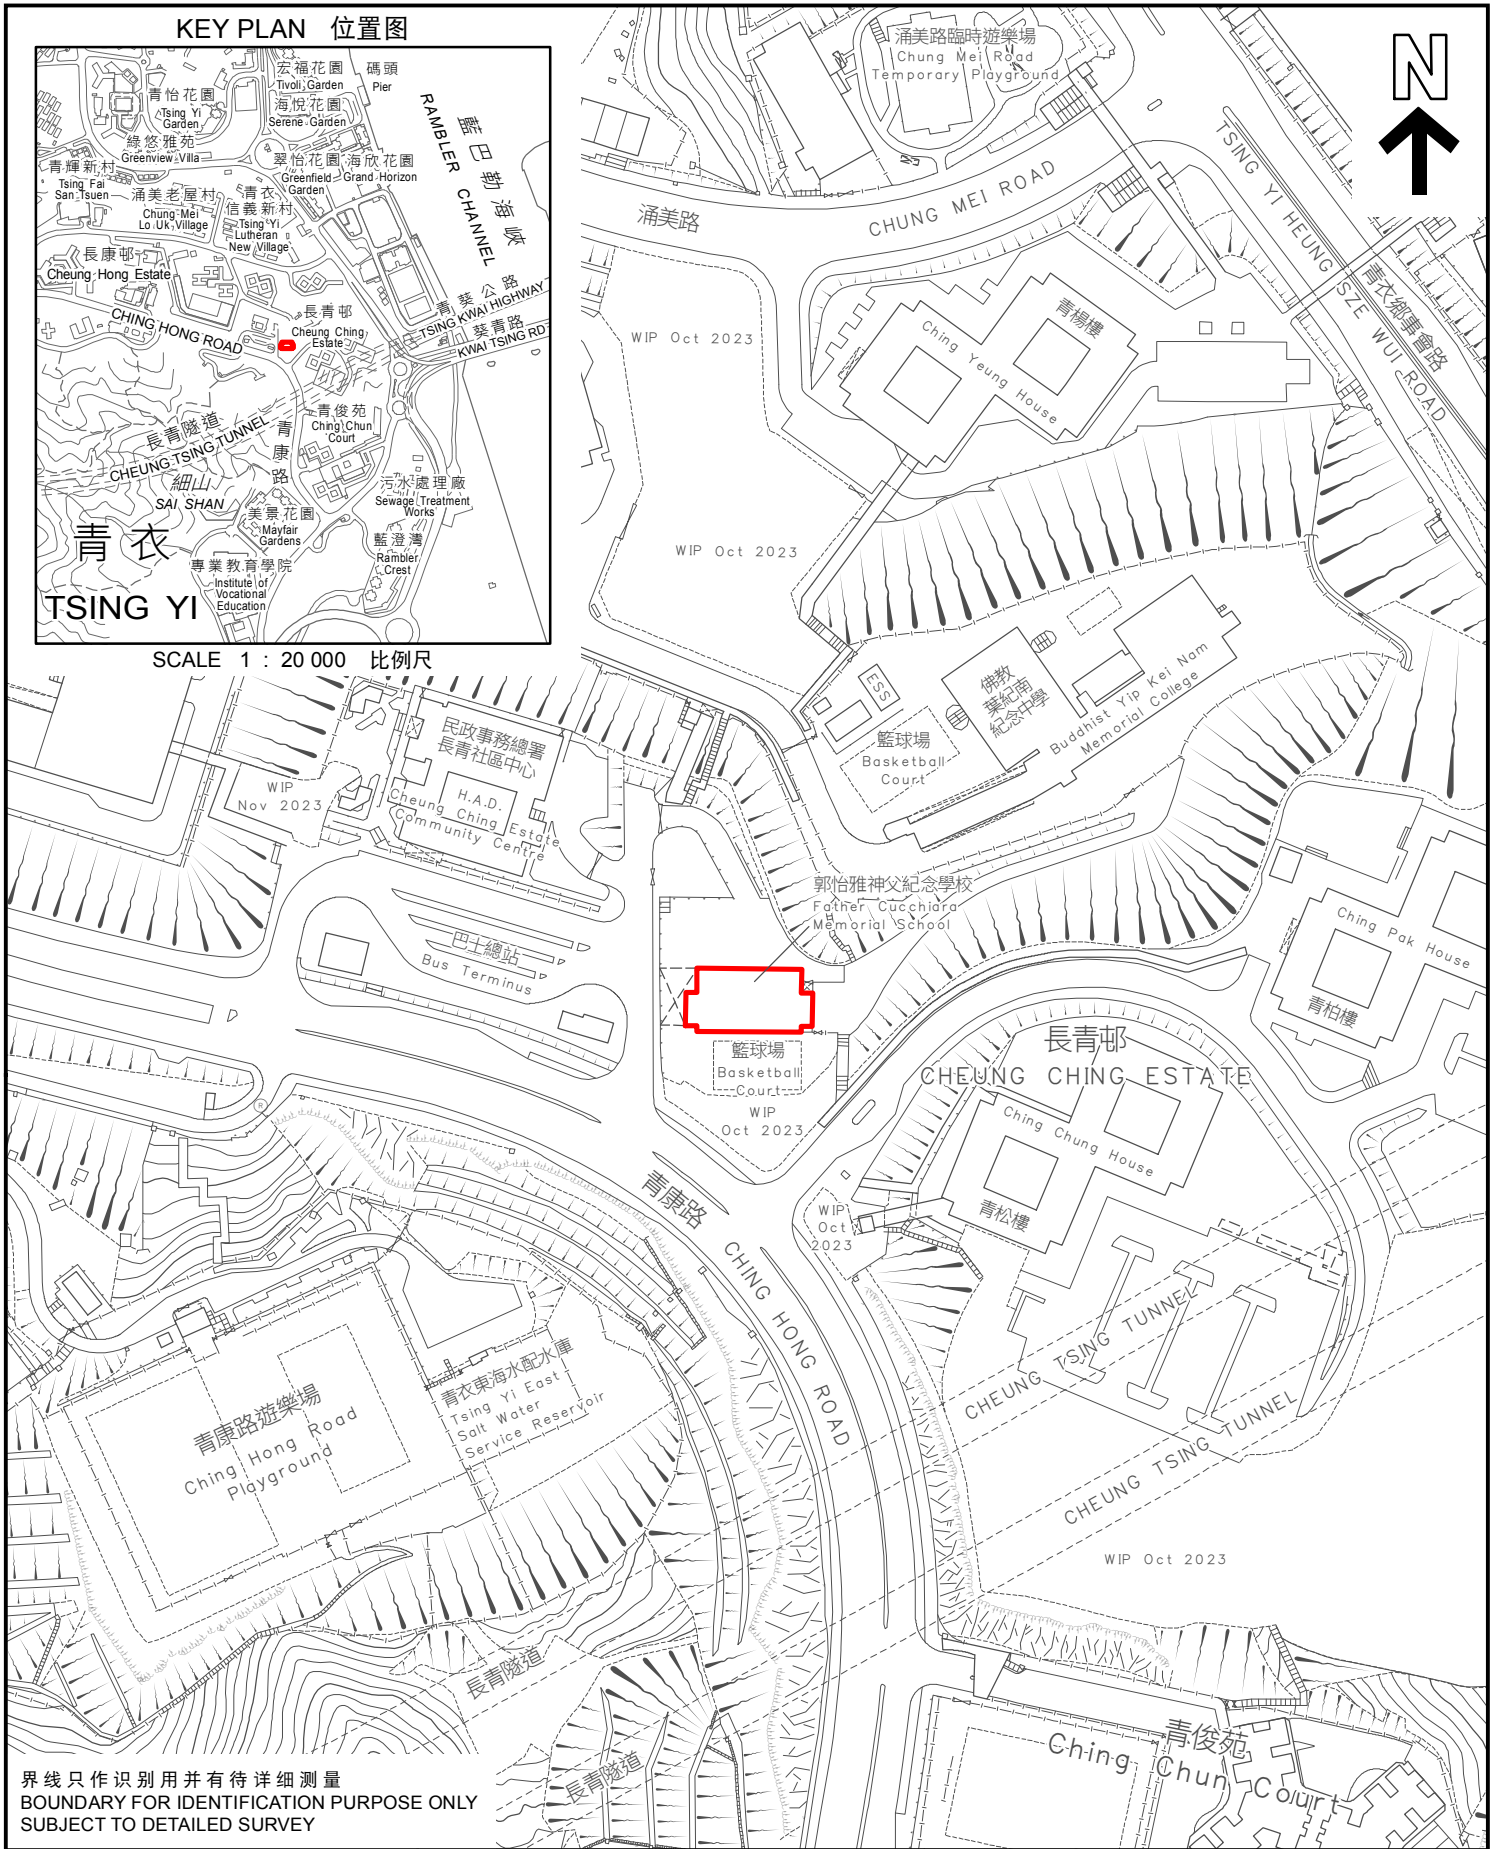 KEY PLAN 位置图
青怡花園
Tsing Yi
Garden
宏福花園
Tivoli Garden
碼頭
Pier
海悅花園
Serene Garden
綠悠雅苑
Greenview Villa
青輝新村
Tsing Fai
San Tsuen
翠怡花園
Greenfield
Garden
海欣花園
Grand Horizon
藍巴勒海峽
RAMBLER CHANNEL
涌美老屋村
Chung Mei
Lo Uk Village
青衣
信義新村
Tsing Yi
Lutheran
New Village
長康邨
Cheung Hong Estate
CHING HONG ROAD
長青邨
Cheung Ching
Estate
青葵公路
TSING KWAI HIGHWAY
葵青路
KWAI TSING RD
長青隧道
CHEUNG TSING TUNNEL
青康路
青俊苑
Ching Chun
Court
細山
SAI SHAN
美景花園
Mayfair
Gardens
污水處理廠
Sewage Treatment
Works
藍澄灣
Rambler
Crest
專業教育學院
Institute of
Vocational
Education
青衣
TSING YI
SCALE 1 : 20 000 比例尺
N
涌美路臨時遊樂場
Chung Mei Road
Temporary Playground
涌美路
CHUNG MEI ROAD
TSING YI HEUNG SZE WUI ROAD
青衣鄉事會路
WIP Oct 2023
青楊樓
Ching Yeung House
WIP Oct 2023
ESS
佛教
葉紀南
紀念中學
Buddhist Yip Kei Nam
Memorial College
籃球場
Basketball
Court
民政事務總署
長青社區中心
H.A.D.
Cheung Ching Estate
Community Centre
WIP
Nov 2023
郭怡雅神父紀念學校
Father Cucchiara
Memorial School
巴士總站
Bus Terminus
籃球場
Basketball
Court
WIP
Oct 2023
Ching Pak House
青柏樓
長青邨
CHEUNG CHING ESTATE
Ching Chung House
青松樓
R
WIP
Oct
2023
青康路
CHING HONG ROAD
CHEUNG TSING TUNNEL
CHEUNG TSING TUNNEL
青康路遊樂場
Ching Hong Road
Playground
青衣東海水配水庫
Tsing Yi East
Salt Water
Service Reservoir
WIP Oct 2023
長青隧道
長青隧道
青俊苑
Ching Chun Court
界线只作识别用并有待详细测量
BOUNDARY FOR IDENTIFICATION PURPOSE ONLY
SUBJECT TO DETAILED SURVEY